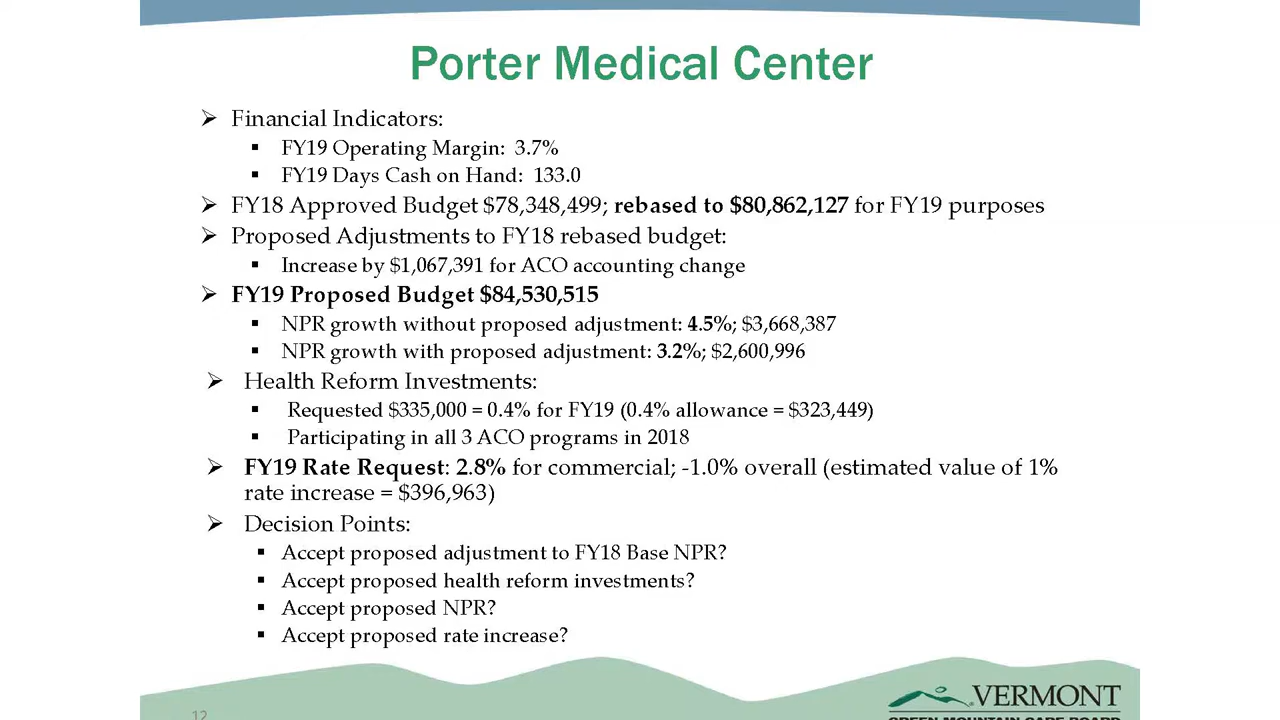 Porter Medical Center
➢ Financial Indicators:
▪ FY19 Operating Margin: 3.7%
▪ FY19 Days Cash on Hand: 133.0
➢ FY18 Approved Budget $78,348,499; rebased to $80,862,127 for FY19 purposes
➢ Proposed Adjustments to FY18 rebased budget:
▪ Increase by $1,067,391 for ACO accounting change
➢ FY19 Proposed Budget $84,530,515
▪ NPR growth without proposed adjustment: 4.5%; $3,668,387
▪ NPR growth with proposed adjustment: 3.2%; $2,600,996
➢ Health Reform Investments:
▪ Requested $335,000 = 0.4% for FY19 (0.4% allowance = $323,449)
▪ Participating in all 3 ACO programs in 2018
➢ FY19 Rate Request: 2.8% for commercial; -1.0% overall (estimated value of 1%
rate increase = $396,963)
➢ Decision Points:
▪ Accept proposed adjustment to FY18 Base NPR?
▪ Accept proposed health reform investments?
▪ Accept proposed NPR?
▪ Accept proposed rate increase?
12
VERMONT
GREEN MOUNTAIN CARE BOARD